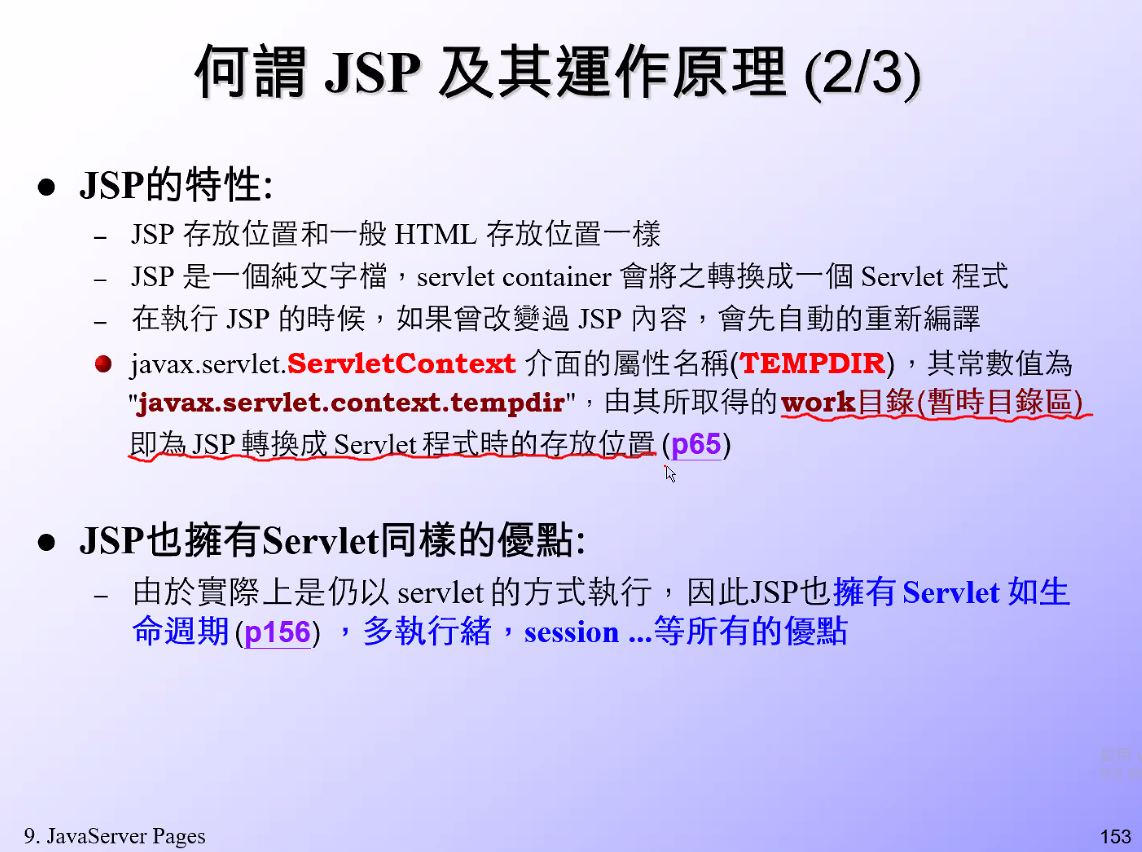 何謂 JSP 及其運作原理 (2/3)
● JSP的特性:
– JSP 存放位置和一般 HTML 存放位置一樣
– JSP 是一個純文字檔，servlet container 會將之轉換成一個 Servlet 程式
– 在執行 JSP 的時候，如果曾改變過 JSP 內容，會先自動的重新編譯
● javax.servlet.ServletContext 介面的屬性名稱(TEMPDIR)，其常數值為
"javax.servlet.context.tempdir"，由其所取得的work目錄(暫時目錄區)
即為 JSP 轉換成 Servlet 程式時的存放位置 (p65)
● JSP也擁有Servlet同樣的優點:
– 由於實際上是仍以 servlet 的方式執行，因此JSP也擁有 Servlet 如生
命週期 (p156) ，多執行緒，session ...等所有的優點
9. JavaServer Pages
153